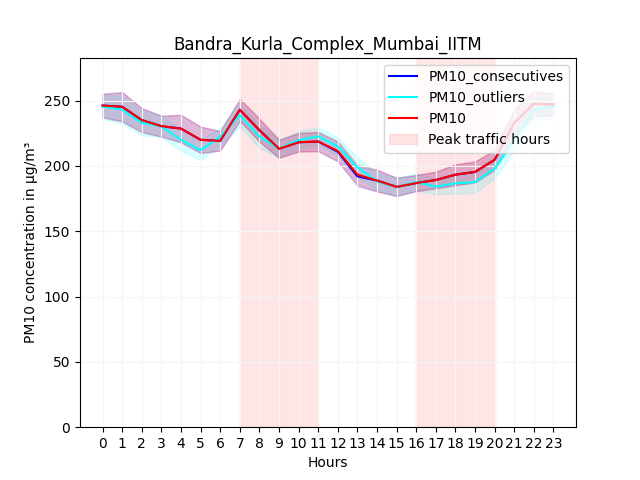 Bandra_Kurla_Complex_Mumbai_IITM
PM10_consecutives
PM10_outliers
PM10
Peak traffic hours
PM10 concentration in µg/m³
250
200
150
100
50
0
0 1 2 3 4 5 6 7 8 9 10 11 12 13 14 15 16 17 18 19 20 21 22 23
Hours